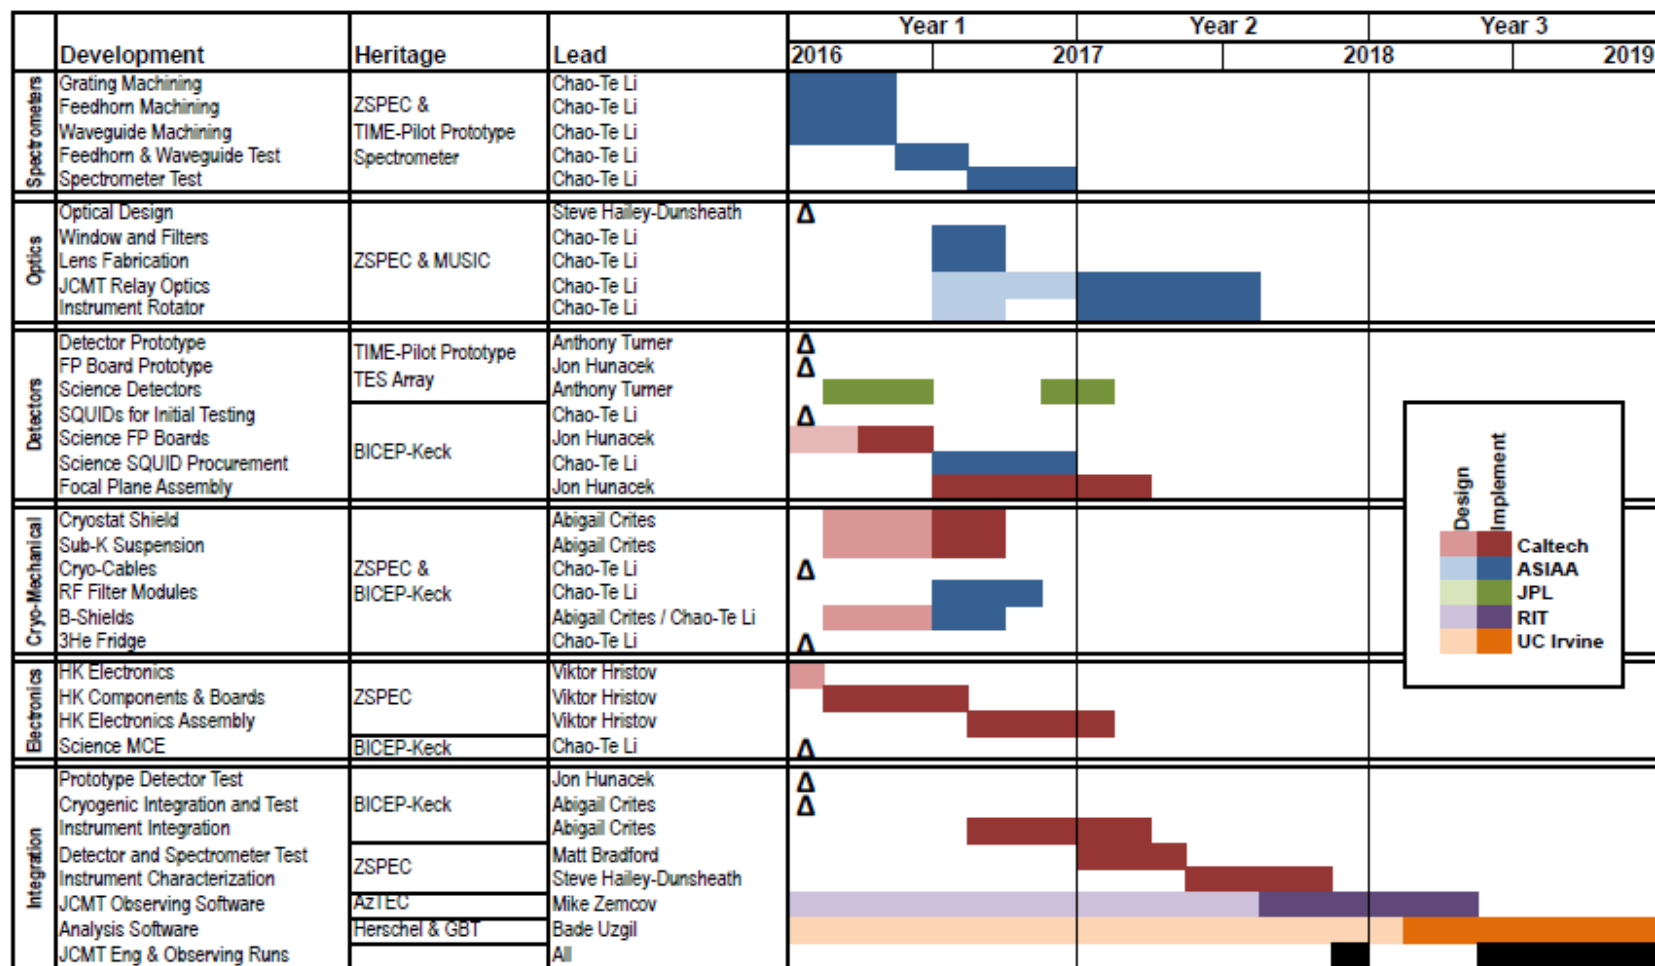 Year 1 Year 2 Year 3
Development Heritage Lead 2016 2017 2018 2019
Spectrometers
Grating Machining Chao-Te Li
Feedhorn Machining ZSPEC & Chao-Te Li
Waveguide Machining TIME-Pilot Prototype Chao-Te Li
Feedhorn & Waveguide Test Spectrometer Chao-Te Li
Spectrometer Test Chao-Te Li
Optics
Optical Design Steve Hailey-Dunsheath Δ
Window and Filters Chao-Te Li
Lens Fabrication ZSPEC & MUSIC Chao-Te Li
JCMT Relay Optics Chao-Te Li
Instrument Rotator Chao-Te Li
Detectors
Detector Prototype TIME-Pilot Prototype Anthony Turner Δ
FP Board Prototype TES Array Jon Hunacek Δ
Science Detectors Anthony Turner
SQUIDs for Initial Testing Chao-Te Li Δ
Science FP Boards BICEP-Keck Jon Hunacek
Science SQUID Procurement Chao-Te Li
Focal Plane Assembly Jon Hunacek
Cryo-Mechanical
Cryostat Shield Abigail Crites
Sub-K Suspension Abigail Crites
Cryo-Cables ZSPEC & Chao-Te Li Δ
RF Filter Modules BICEP-Keck Chao-Te Li
B-Shields Abigail Crites / Chao-Te Li
3He Fridge Chao-Te Li Δ
Electronics
HK Electronics Viktor Hristov
HK Components & Boards ZSPEC Viktor Hristov
HK Electronics Assembly Viktor Hristov
Science MCE BICEP-Keck Chao-Te Li Δ
Integration
Prototype Detector Test Jon Hunacek Δ
Cryogenic Integration and Test BICEP-Keck Abigail Crites Δ
Instrument Integration Abigail Crites
Detector and Spectrometer Test ZSPEC Matt Bradford
Instrument Characterization Steve Hailey-Dunsheath
JCMT Observing Software AzTEC Mike Zemcov
Analysis Software Herschel & GBT Bade Uzgil
JCMT Eng & Observing Runs All
Design
Implement
Caltech
ASIAA
JPL
RIT
UC Irvine